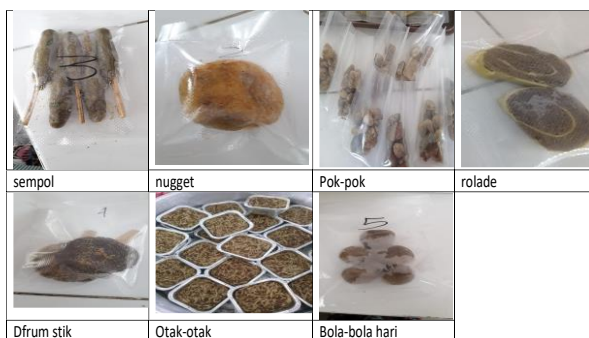 3
sempol
nugget
Pok-pok
rolade
Dfrum stik
Otak-otak
5
Bola-bola hari